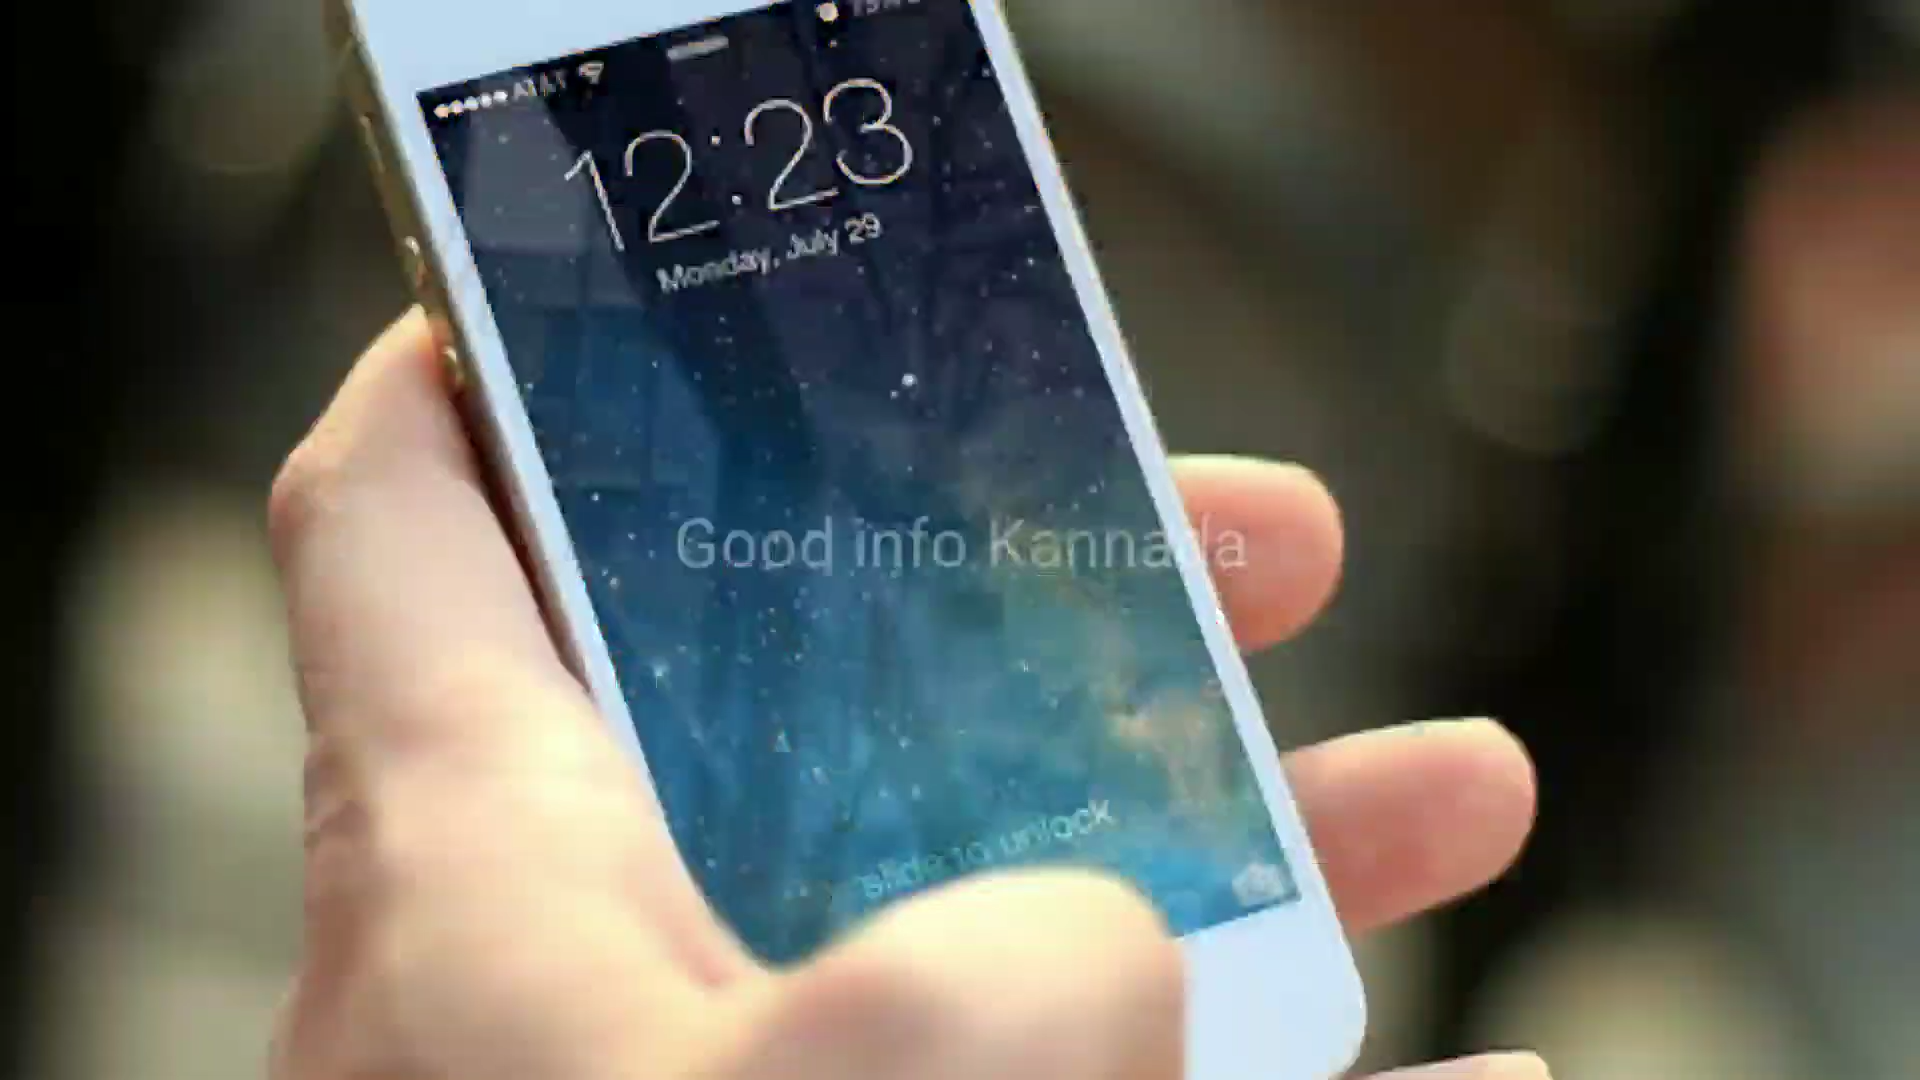 AT&T
12:23
Monday, July 29
Good info Kannada
slide to unlock